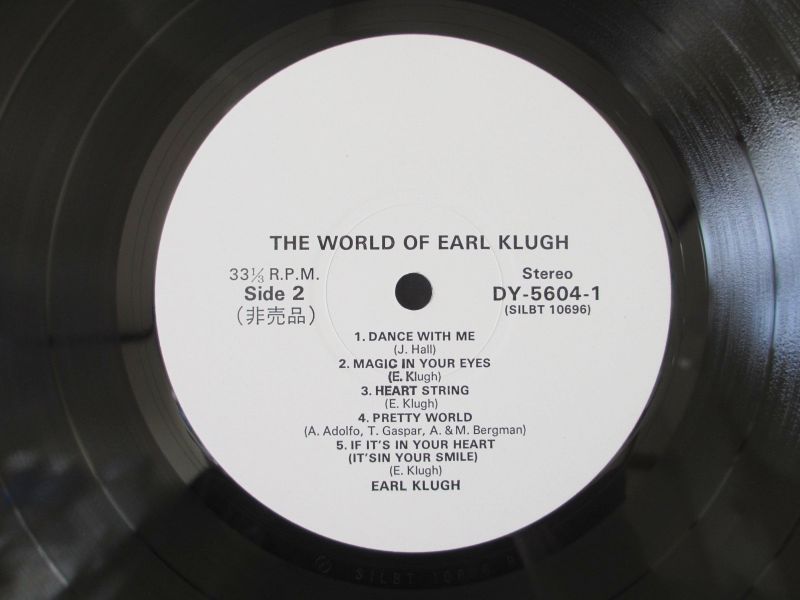 THE WORLD OF EARL KLUGH
33⅓ R.P.M.
Side 2
(非売品)
Stereo
DY-5604-1
(SILBT 10696)
1. DANCE WITH ME
(J. Hall)
2. MAGIC IN YOUR EYES
(E. Klugh)
3. HEART STRING
(E. Klugh)
4. PRETTY WORLD
(A. Adolfo, T. Gaspar, A. & M. Bergman)
5. IF IT'S IN YOUR HEART
(IT'SIN YOUR SMILE)
(E. Klugh)
EARL KLUGH
SILBT